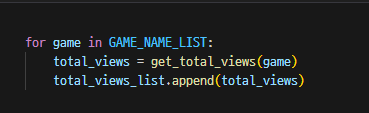 for game in GAME_NAME_LIST:
    total_views = get_total_views(game)
    total_views_list.append(total_views)